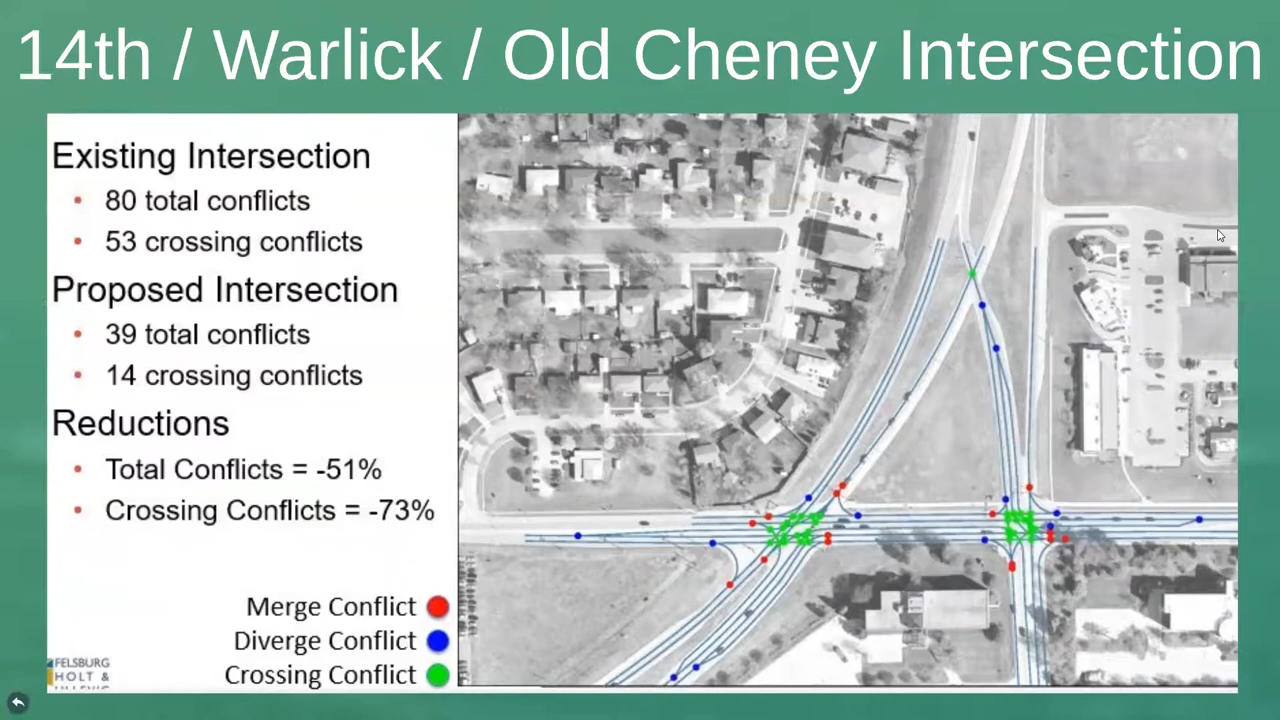 14th / Warlick / Old Cheney Intersection
Existing Intersection
• 80 total conflicts
• 53 crossing conflicts
Proposed Intersection
• 39 total conflicts
• 14 crossing conflicts
Reductions
• Total Conflicts = -51%
• Crossing Conflicts = -73%
Merge Conflict
Diverge Conflict
Crossing Conflict
FELSBURG
HOLT &